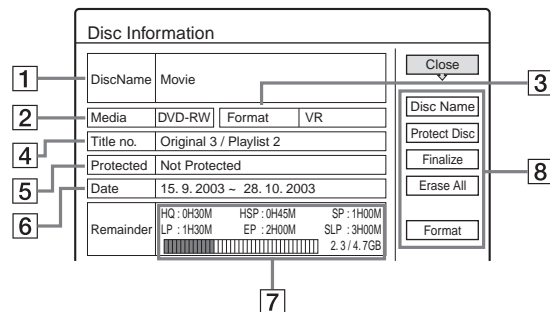 Disc Information
1
DiscName Movie
Close
3
2
Media DVD-RW Format VR
Disc Name
4
Title no. Original 3 / Playlist 2
Protect Disc
5
Protected Not Protected
Finalize
8
6
Date 15. 9. 2003 ~ 28. 10. 2003
Erase All
Remainder
HQ : 0H30M HSP : 0H45M SP : 1H00M
LP : 1H30M EP : 2H00M SLP : 3H00M
2. 3 / 4.7GB
Format
7